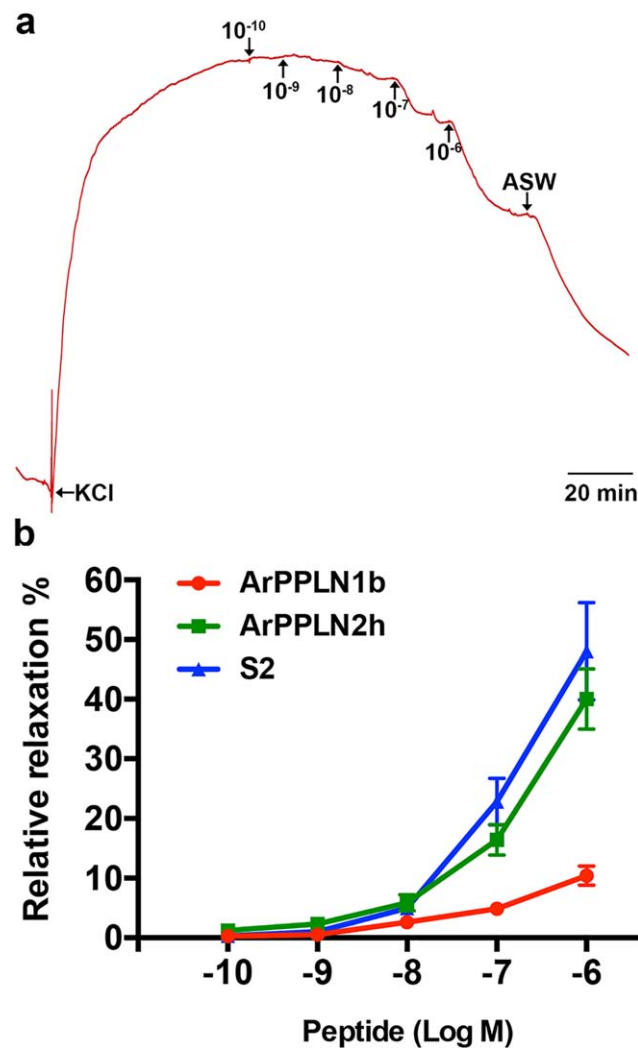 a
10⁻¹⁰
10⁻⁹
10⁻⁸
10⁻⁷
10⁻⁶
ASW
KCl
20 min
b
60
50
40
30
20
10
0
Relative relaxation %
ArPPLN1b
ArPPLN2h
S2
-10 -9 -8 -7 -6
Peptide (Log M)